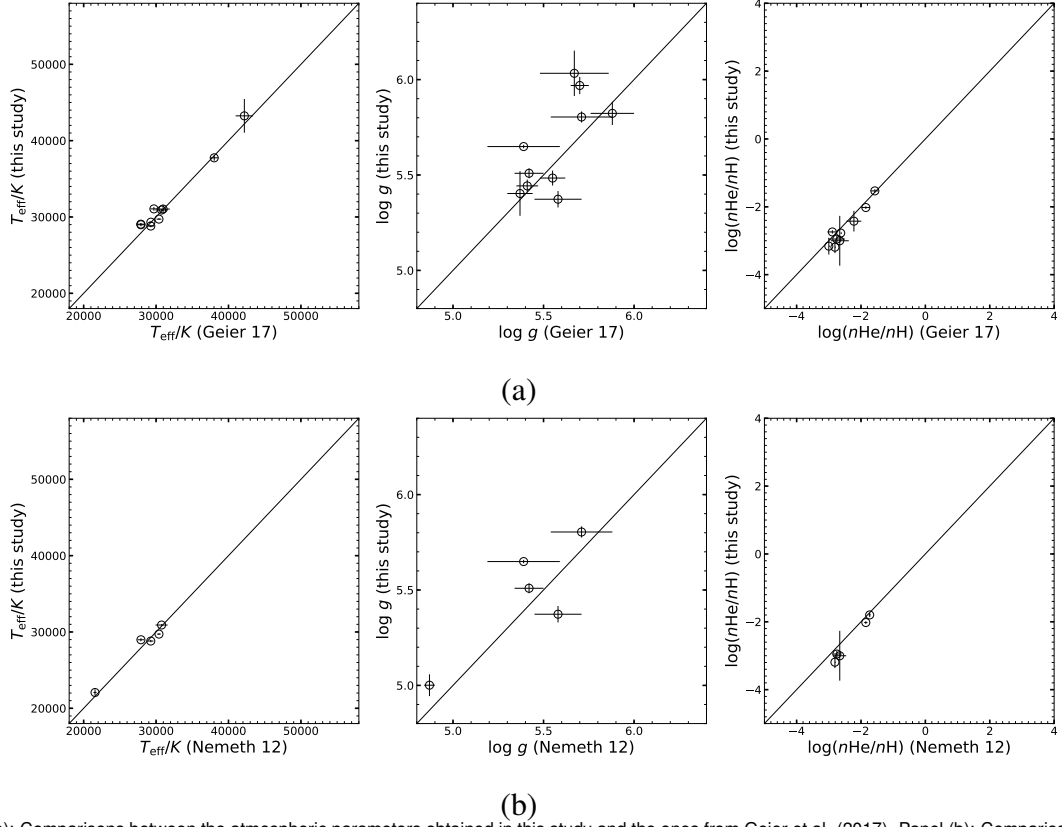 50000
40000
30000
20000
T_eff/K (this study)
20000 30000 40000 50000
T_eff/K (Geier 17)
6.0
5.5
5.0
log g (this study)
5.0 5.5 6.0
log g (Geier 17)
4
2
0
−2
−4
log(nHe/nH) (this study)
−4 −2 0 2 4
log(nHe/nH) (Geier 17)
(a)
50000
40000
30000
20000
T_eff/K (this study)
20000 30000 40000 50000
T_eff/K (Nemeth 12)
6.0
5.5
5.0
log g (this study)
5.0 5.5 6.0
log g (Nemeth 12)
4
2
0
−2
−4
log(nHe/nH) (this study)
−4 −2 0 2 4
log(nHe/nH) (Nemeth 12)
(b)
: Comparisons between the atmospheric parameters obtained in this study and the ones from Geier et al. (2017). Panel (b):